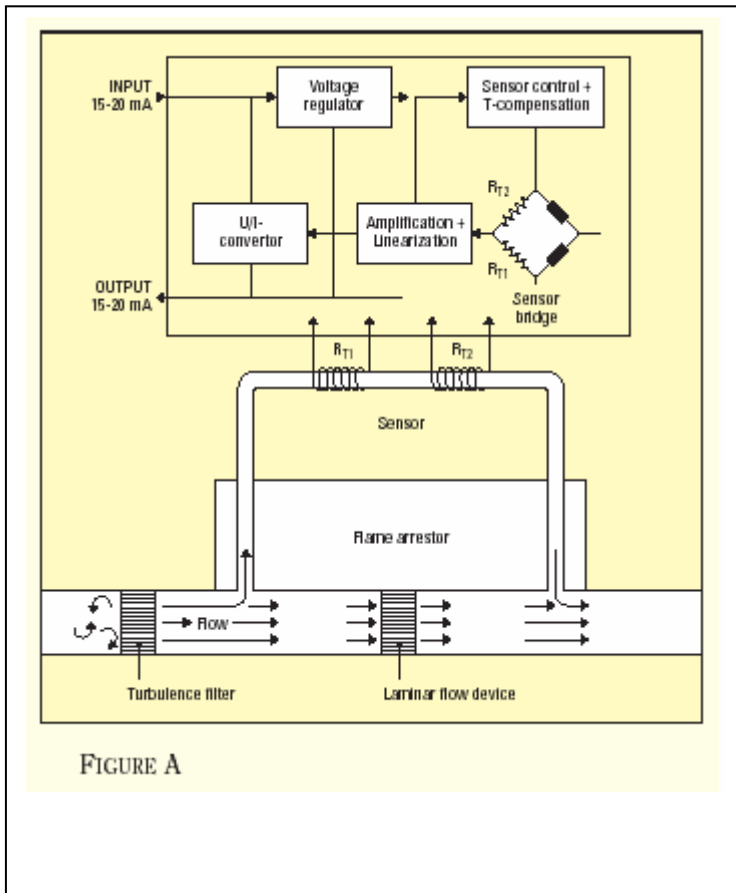 INPUT
15-20 mA
Voltage
regulator
Sensor control +
T-compensation
RT2
U/I-
convertor
Amplification +
Linearization
RT1
OUTPUT
15-20 mA
Sensor
bridge
RT1
RT2
Sensor
Flame arrestor
Flow
Turbulence filter
Laminar flow device
FIGURE A